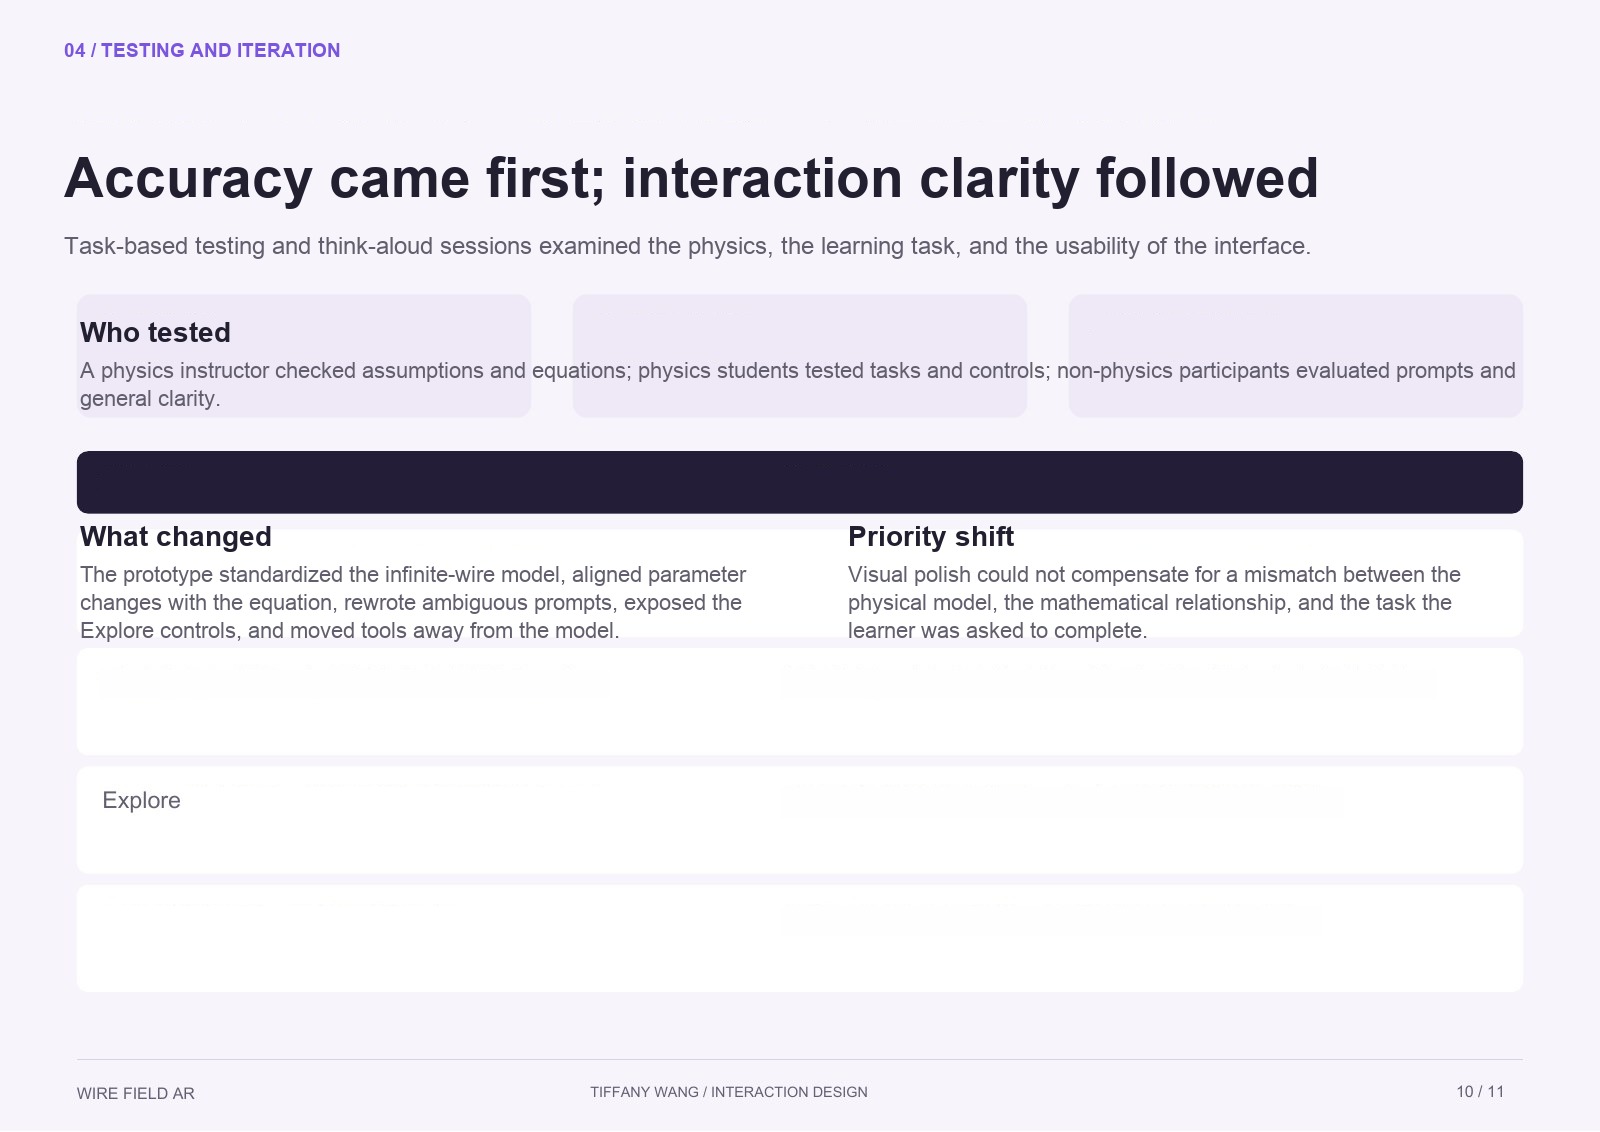 04 / TESTING AND ITERATION
Accuracy came first; interaction clarity followed
Task-based testing and think-aloud sessions examined the physics, the learning task, and the usability of the interface.
Who tested
A physics instructor checked assumptions and equations; physics students tested tasks and controls; non-physics participants evaluated prompts and
general clarity.
What changed
The prototype standardized the infinite-wire model, aligned parameter
changes with the equation, rewrote ambiguous prompts, exposed the
Explore controls, and moved tools away from the model.
Priority shift
Visual polish could not compensate for a mismatch between the
physical model, the mathematical relationship, and the task the
learner was asked to complete.
Explore
WIRE FIELD AR
TIFFANY WANG / INTERACTION DESIGN
10 / 11